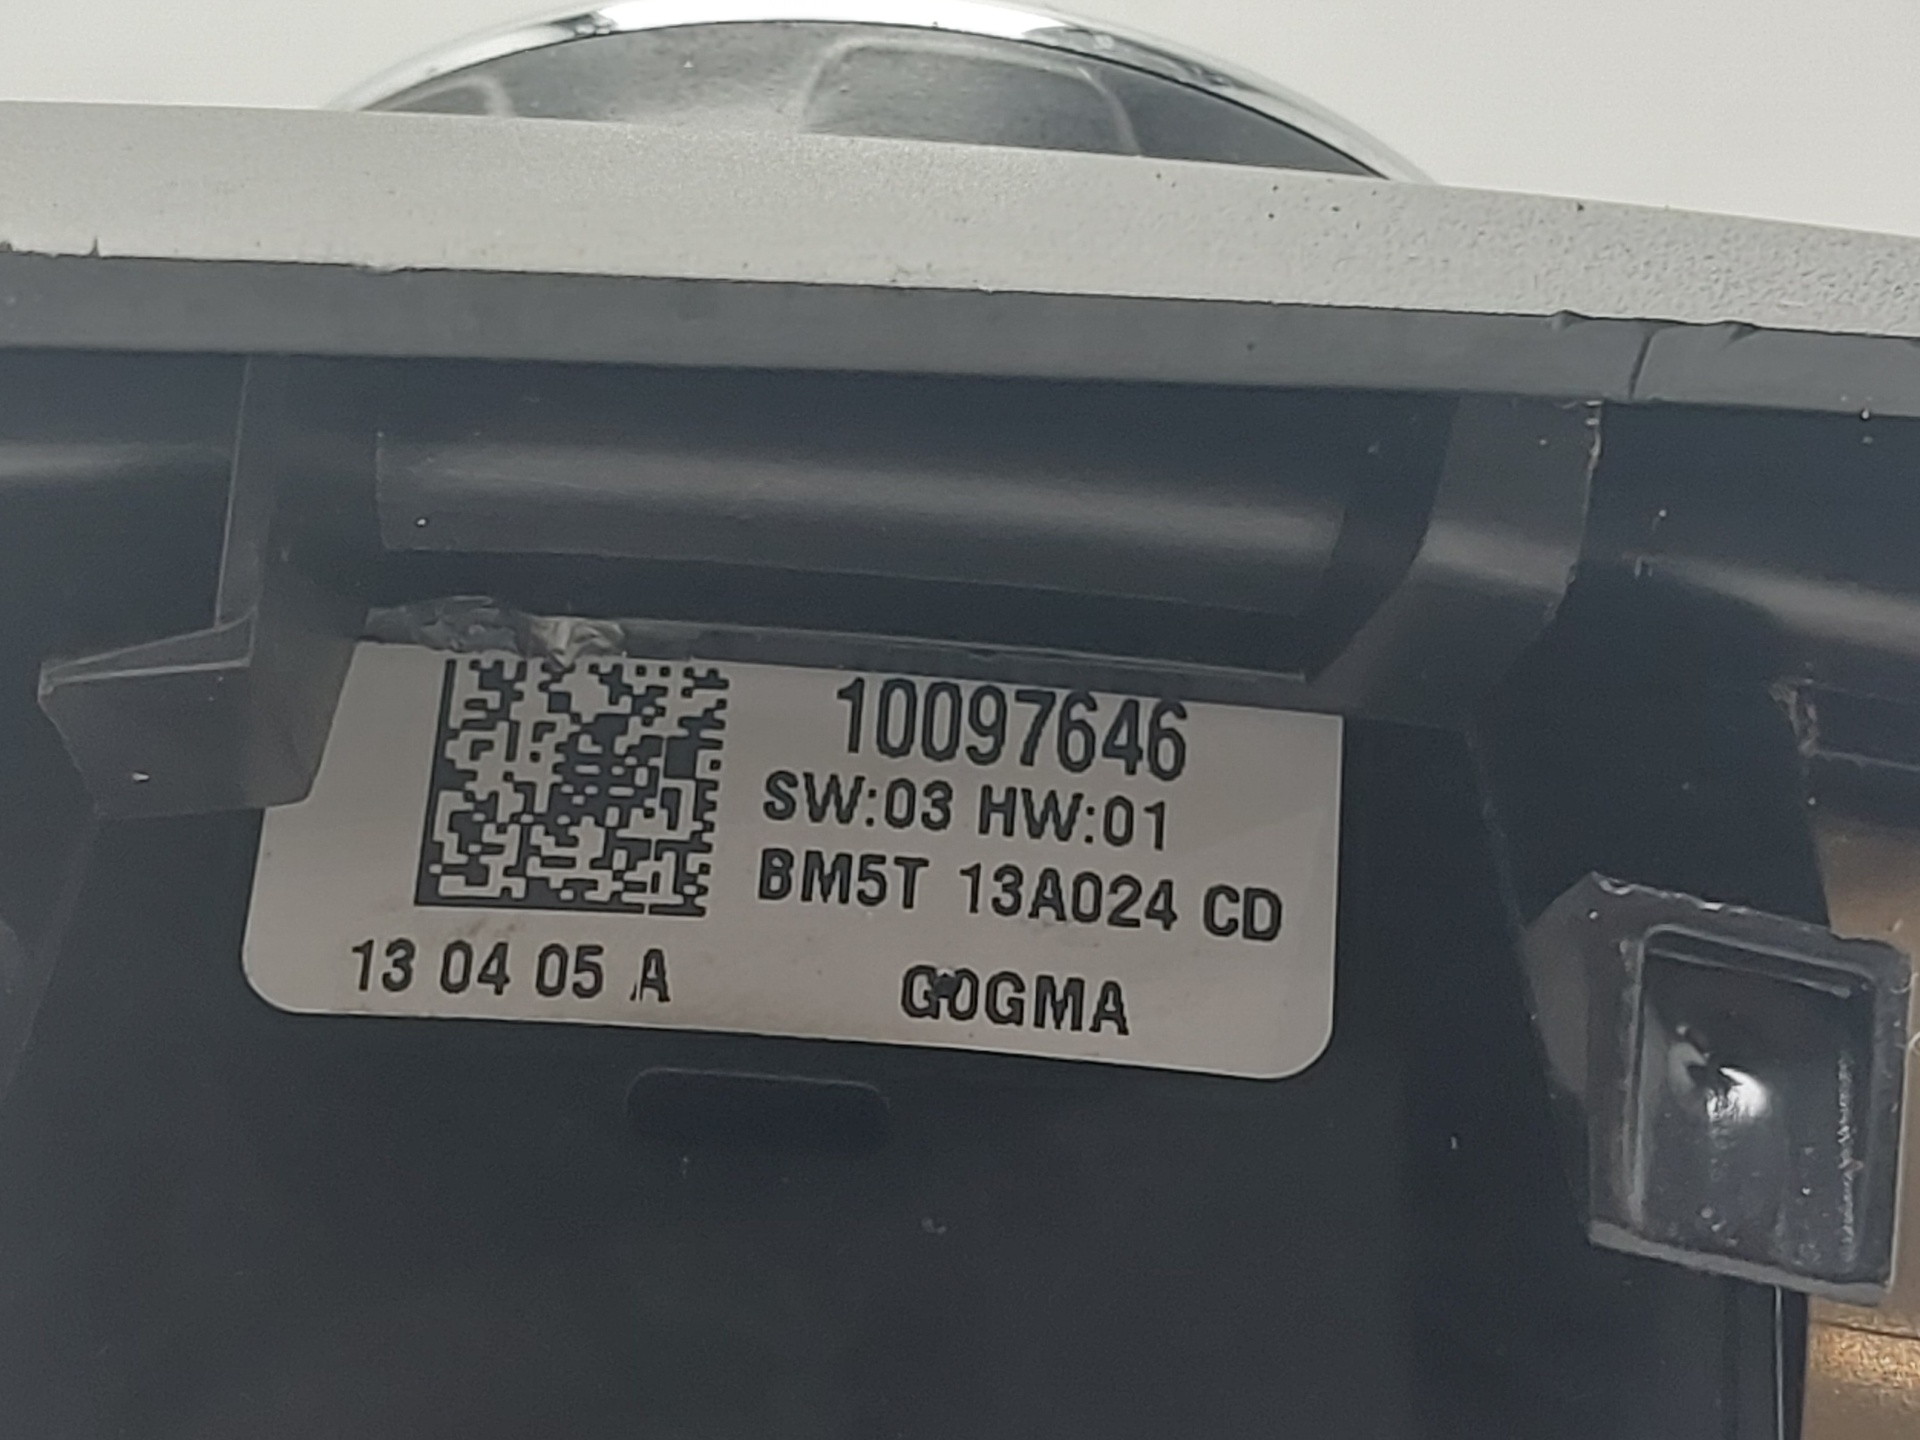 10097646
SW:03 HW:01
BM5T 13A024 CD
13 04 05 A G0GMA